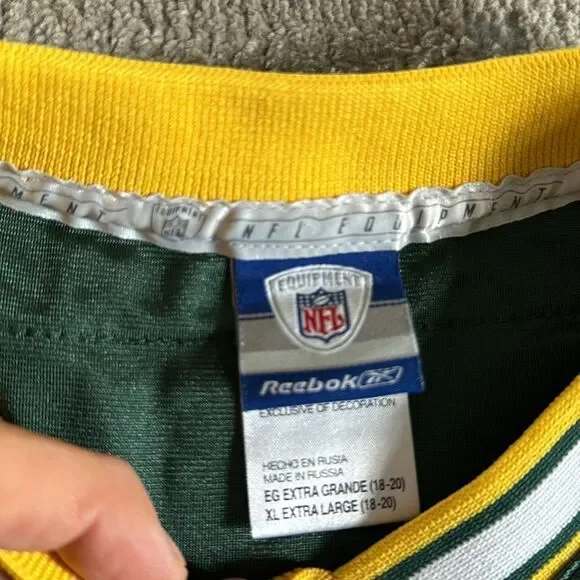 MENT NFL EQUIPMENT
EQUIPMENT
NFL
Reebok
EXCLUSIVE OF DECORATION
HECHO EN RUSIA
MADE IN RUSSIA
EG EXTRA GRANDE (18-20)
XL EXTRA LARGE (18-20)